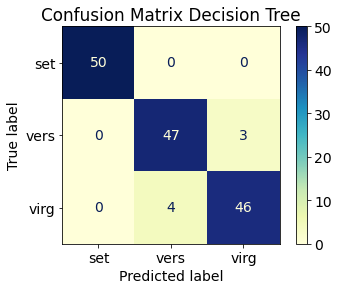 Confusion Matrix Decision Tree
50
set 50 0 0
40
30
vers 0 47 3
20
10
virg 0 4 46
0
set vers virg
Predicted label
True label